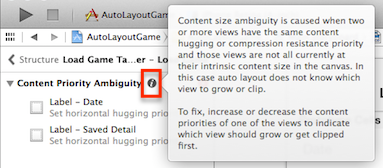 AutoLayoutGame
AutoLayoutGame
Structure Load Game Ta...er – Lo
Content Priority Ambiguity
Label - Date
Set horizontal hugging prior
Label - Saved Detail
Set horizontal hugging prior
Content size ambiguity is caused when two
or more views have the same content
hugging or compression resistance priority
and those views are not all currently at
their intrinsic content size in the canvas. In
this case auto layout does not know which
view to grow or clip.
To fix, increase or decrease the content
priorities of one of the views to indicate
which view should grow or get clipped
first.